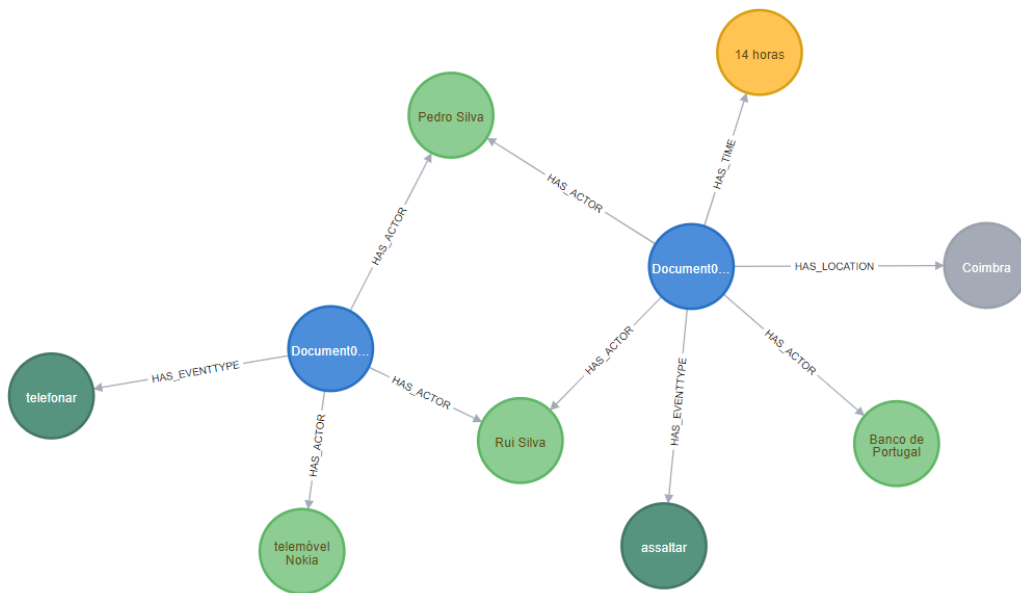 14 horas
Pedro Silva
HAS_TIME
HAS_ACTOR
HAS_ACTOR
Document0...
HAS_LOCATION
Coimbra
Document0...
HAS_EVENTTYPE
telefonar
HAS_ACTOR
HAS_ACTOR
HAS_ACTOR
HAS_ACTOR
HAS_EVENTTYPE
Rui Silva
Banco de
Portugal
telemóvel
Nokia
assaltar